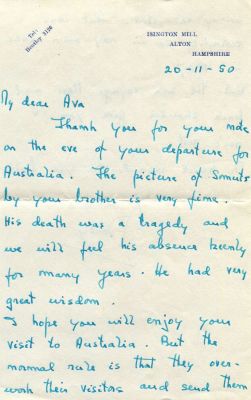 Tel:
Bentley 3126
ISINGTON MILL,
ALTON
HAMPSHIRE
20-11-50
My dear Ava
Thank you for your note
on the eve of your departure for
Australia. The picture of Smuts
by your brother is very fine.
His death was a tragedy and
we will feel his absence keenly
for many years. He had very
great wisdom.
I hope you will enjoy your
visit to Australia. But the
normal rule is that they over-
work their visitors and send them